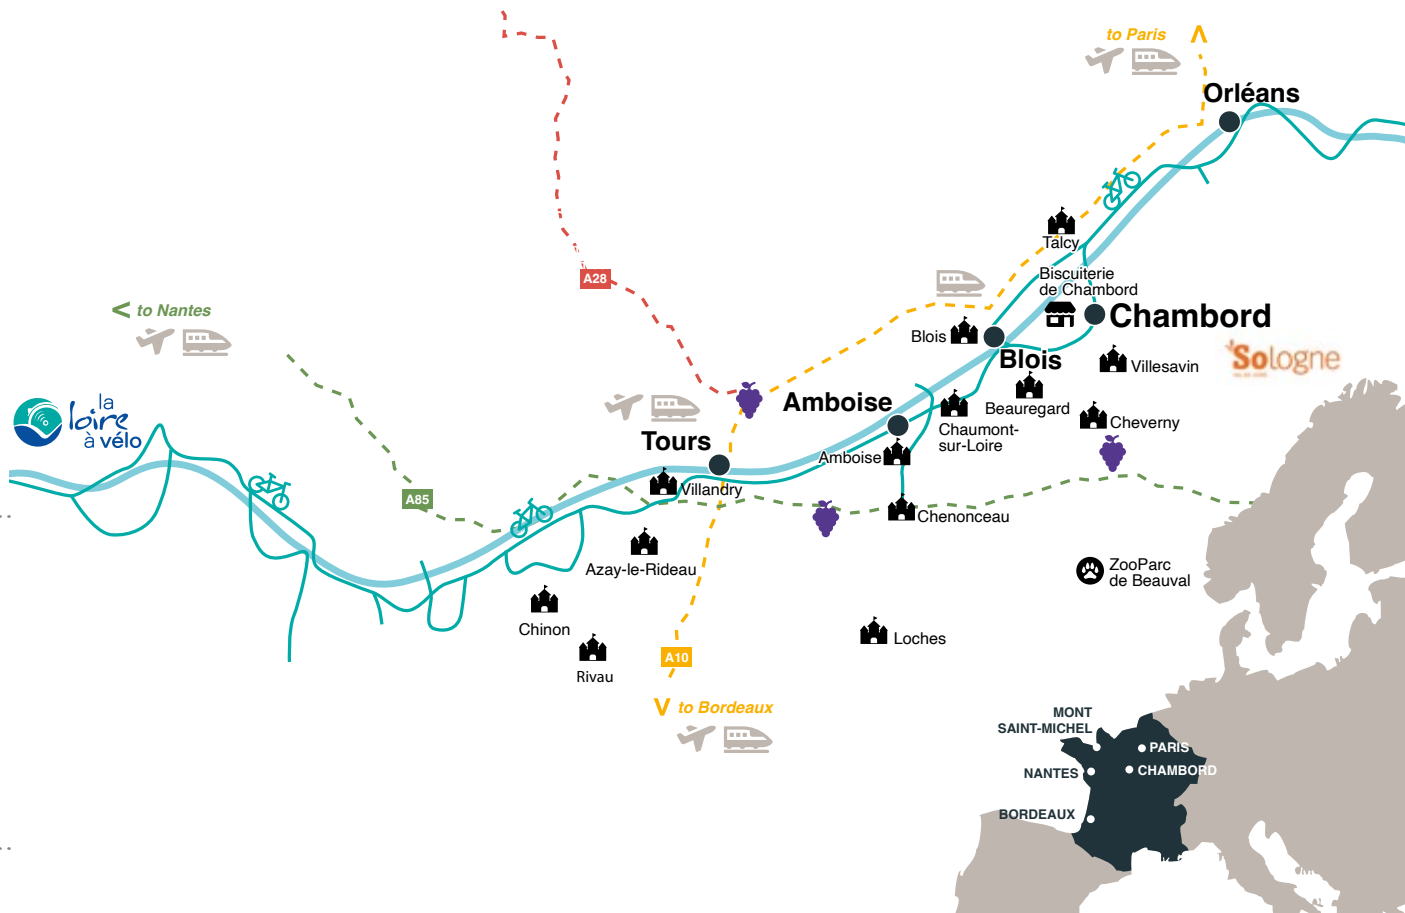 to Paris
Orléans
Talcy
A28
Biscuiterie
de Chambord
Chambord
< to Nantes
Blois
Blois
Villesavin
Sologne
la
loire
à vélo
Amboise
Beauregard
Cheverny
Chaumont-
sur-Loire
Tours
Amboise
Villandry
A85
Chenonceau
Azay-le-Rideau
ZooParc
de Beauval
Chinon
Loches
Rivau
A10
to Bordeaux
MONT
SAINT-MICHEL
PARIS
NANTES
CHAMBORD
BORDEAUX